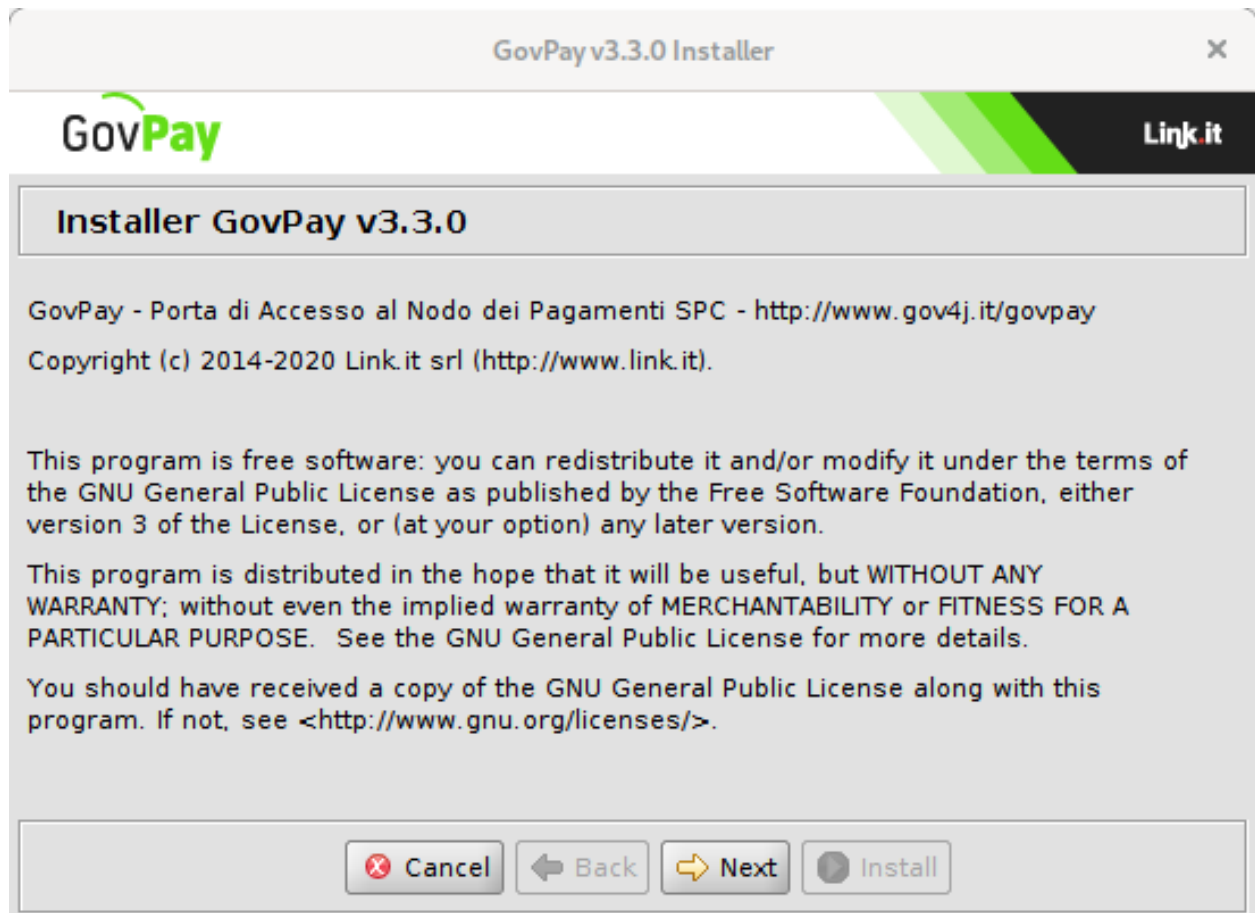 GovPay v3.3.0 Installer
GovPay
Link.it
Installer GovPay v3.3.0
GovPay - Porta di Accesso al Nodo dei Pagamenti SPC - http://www.gov4j.it/govpay
Copyright (c) 2014-2020 Link.it srl (http://www.link.it).
This program is free software: you can redistribute it and/or modify it under the terms of
the GNU General Public License as published by the Free Software Foundation, either
version 3 of the License, or (at your option) any later version.
This program is distributed in the hope that it will be useful, but WITHOUT ANY
WARRANTY; without even the implied warranty of MERCHANTABILITY or FITNESS FOR A
PARTICULAR PURPOSE.  See the GNU General Public License for more details.
You should have received a copy of the GNU General Public License along with this
program. If not, see <http://www.gnu.org/licenses/>.
Cancel Back Next Install